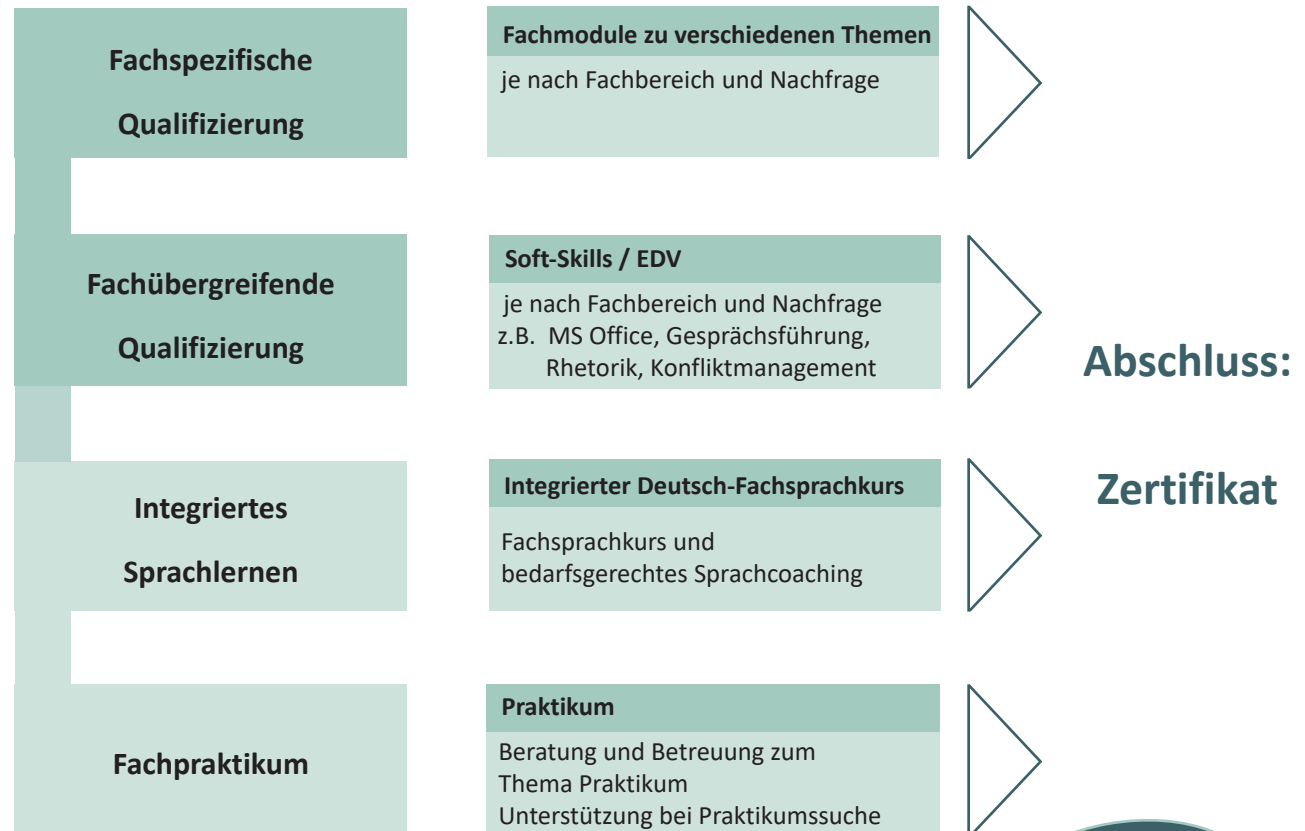 Fachspezifische
Qualifizierung
Fachmodule zu verschiedenen Themen
je nach Fachbereich und Nachfrage
Fachübergreifende
Qualifizierung
Soft-Skills / EDV
je nach Fachbereich und Nachfrage
z.B. MS Office, Gesprächsführung,
Rhetorik, Konfliktmanagement
Integriertes
Sprachlernen
Integrierter Deutsch-Fachsprachkurs
Fachsprachkurs und
bedarfsgerechtes Sprachcoaching
Fachpraktikum
Praktikum
Beratung und Betreuung zum
Thema Praktikum
Unterstützung bei Praktikumssuche
Abschluss:
Zertifikat